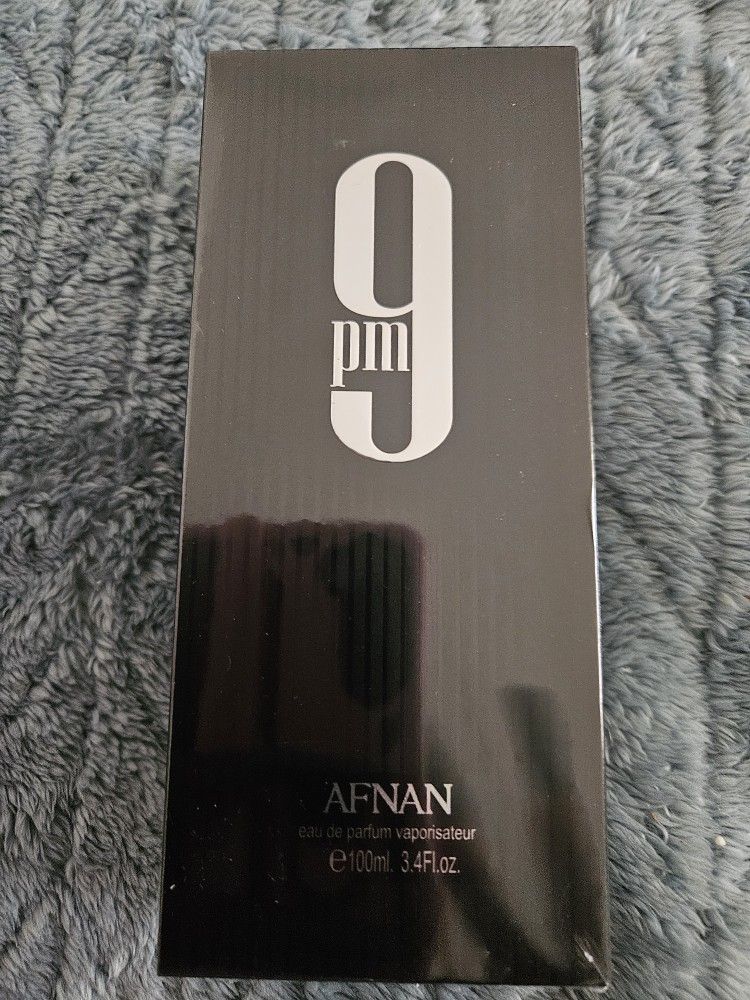 9
pm
AFNAN
eau de parfum vaporisateur
℮100ml. 3.4Fl.oz.